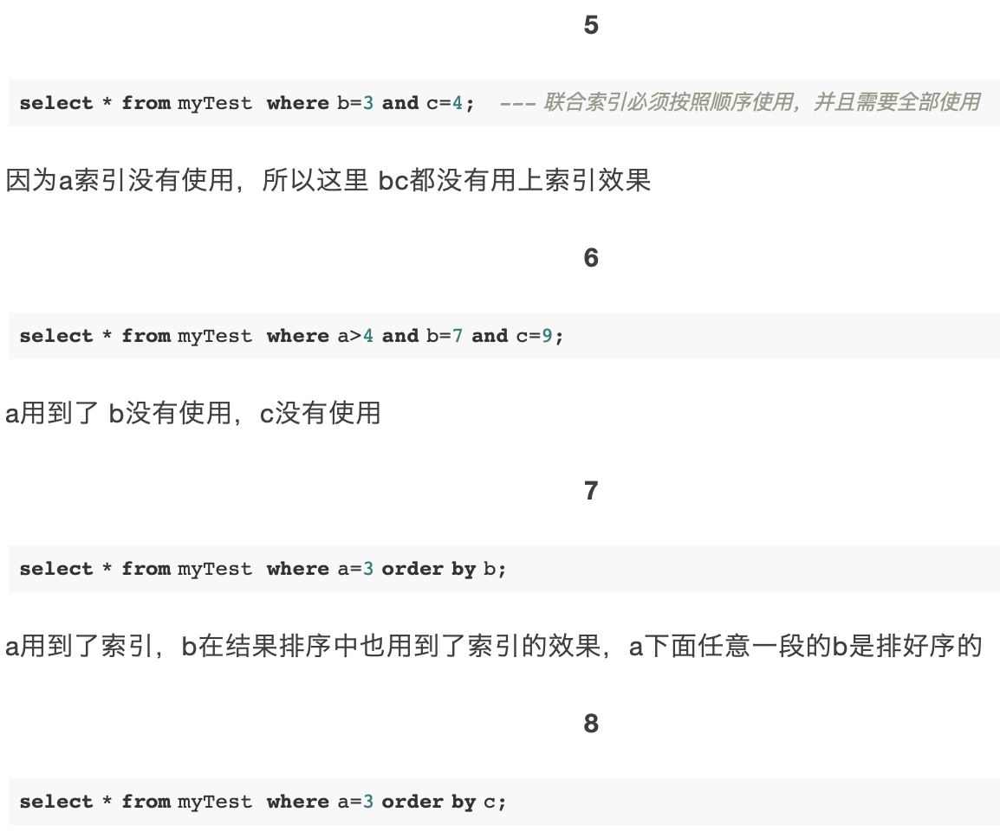 5
select * from myTest where b=3 and c=4; --- 联合索引必须按照顺序使用，并且需要全部使用
因为a索引没有使用，所以这里 bc都没有用上索引效果
6
select * from myTest where a>4 and b=7 and c=9;
a用到了 b没有使用，c没有使用
7
select * from myTest where a=3 order by b;
a用到了索引，b在结果排序中也用到了索引的效果，a下面任意一段的b是排好序的
8
select * from myTest where a=3 order by c;